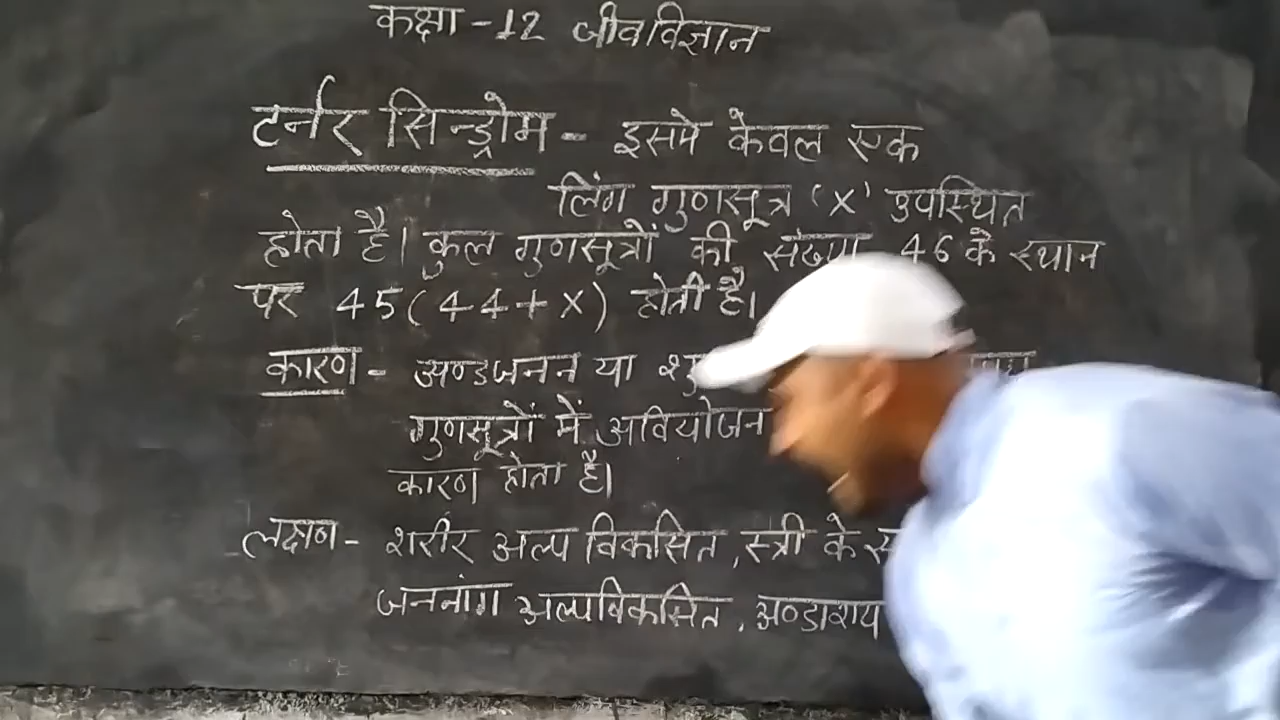 कक्षा - 12 जीवविज्ञान
टर्नर सिन्ड्रोम - इसमे केवल एक
लिंग गुणसूत्र 'X' उपस्थित
होता है। कुल गुणसूत्रों की संख्या 46 के स्थान
पर 45 (44+X) होती है।
कारण - अण्डजनन या
गुणसूत्रों में अवियोजन
कारण होता है।
लक्षण - शरीर अल्प विकसित, स्त्री के
जननांग अल्पविकसित, अण्डाशय